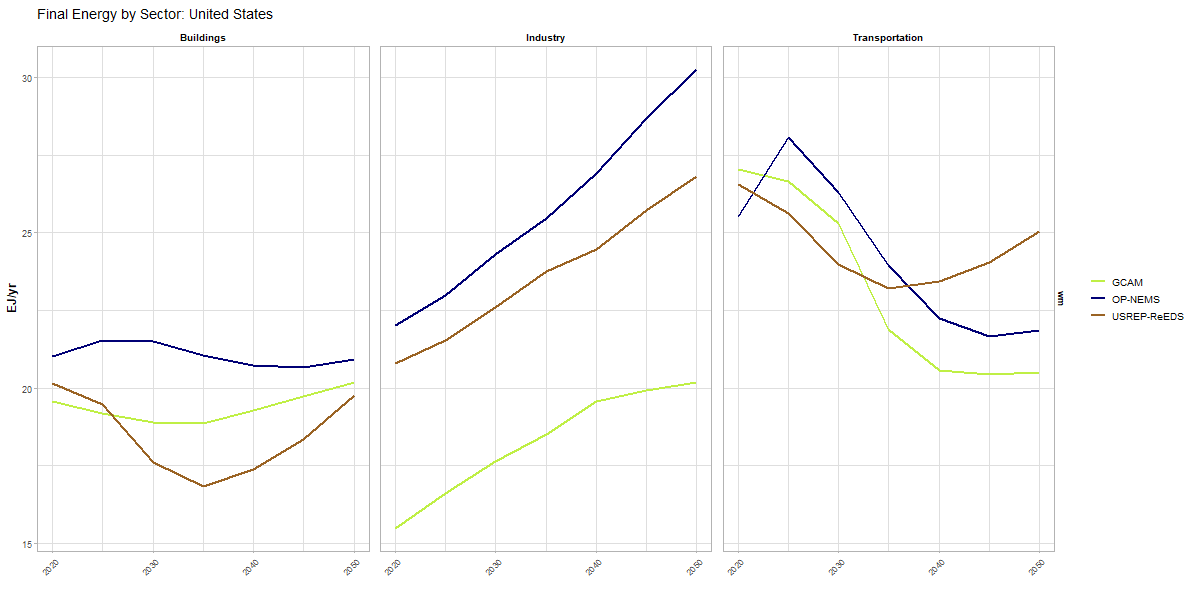 Final Energy by Sector: United States
Buildings
Industry
Transportation
30
25
20
15
EJ/yr
2020
2030
2040
2050
2020
2030
2040
2050
2020
2030
2040
2050
wm
GCAM
OP-NEMS
USREP-ReEDS